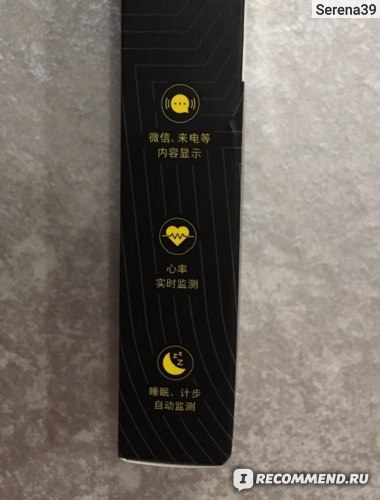 Serena39
微信、来电等
内容显示
心率
实时监测
zzZ
睡眠、计步
自动监测
I RECOMMEND.RU